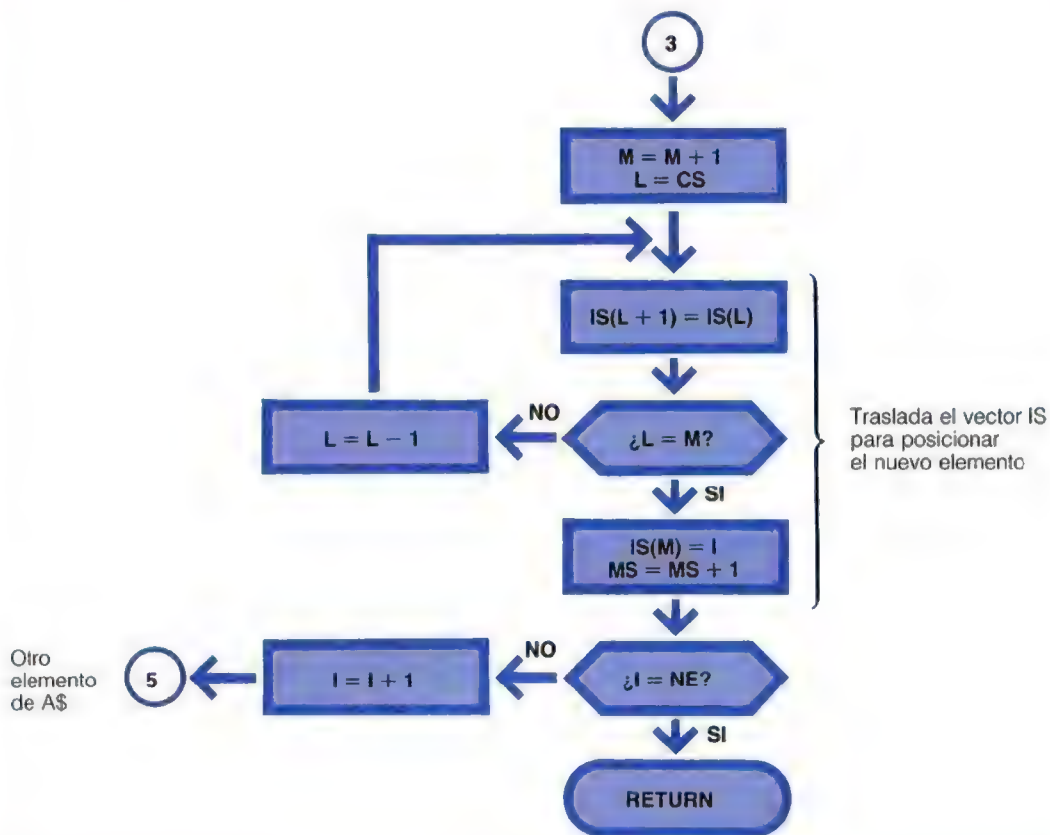 3
M = M + 1
L = CS
IS(L + 1) = IS(L)
NO
L = L – 1
¿L = M?
SI
Traslada el vector IS
para posicionar
el nuevo elemento
IS(M) = I
MS = MS + 1
Otro
elemento
de A$
5
I = I + 1
NO
¿I = NE?
SI
RETURN